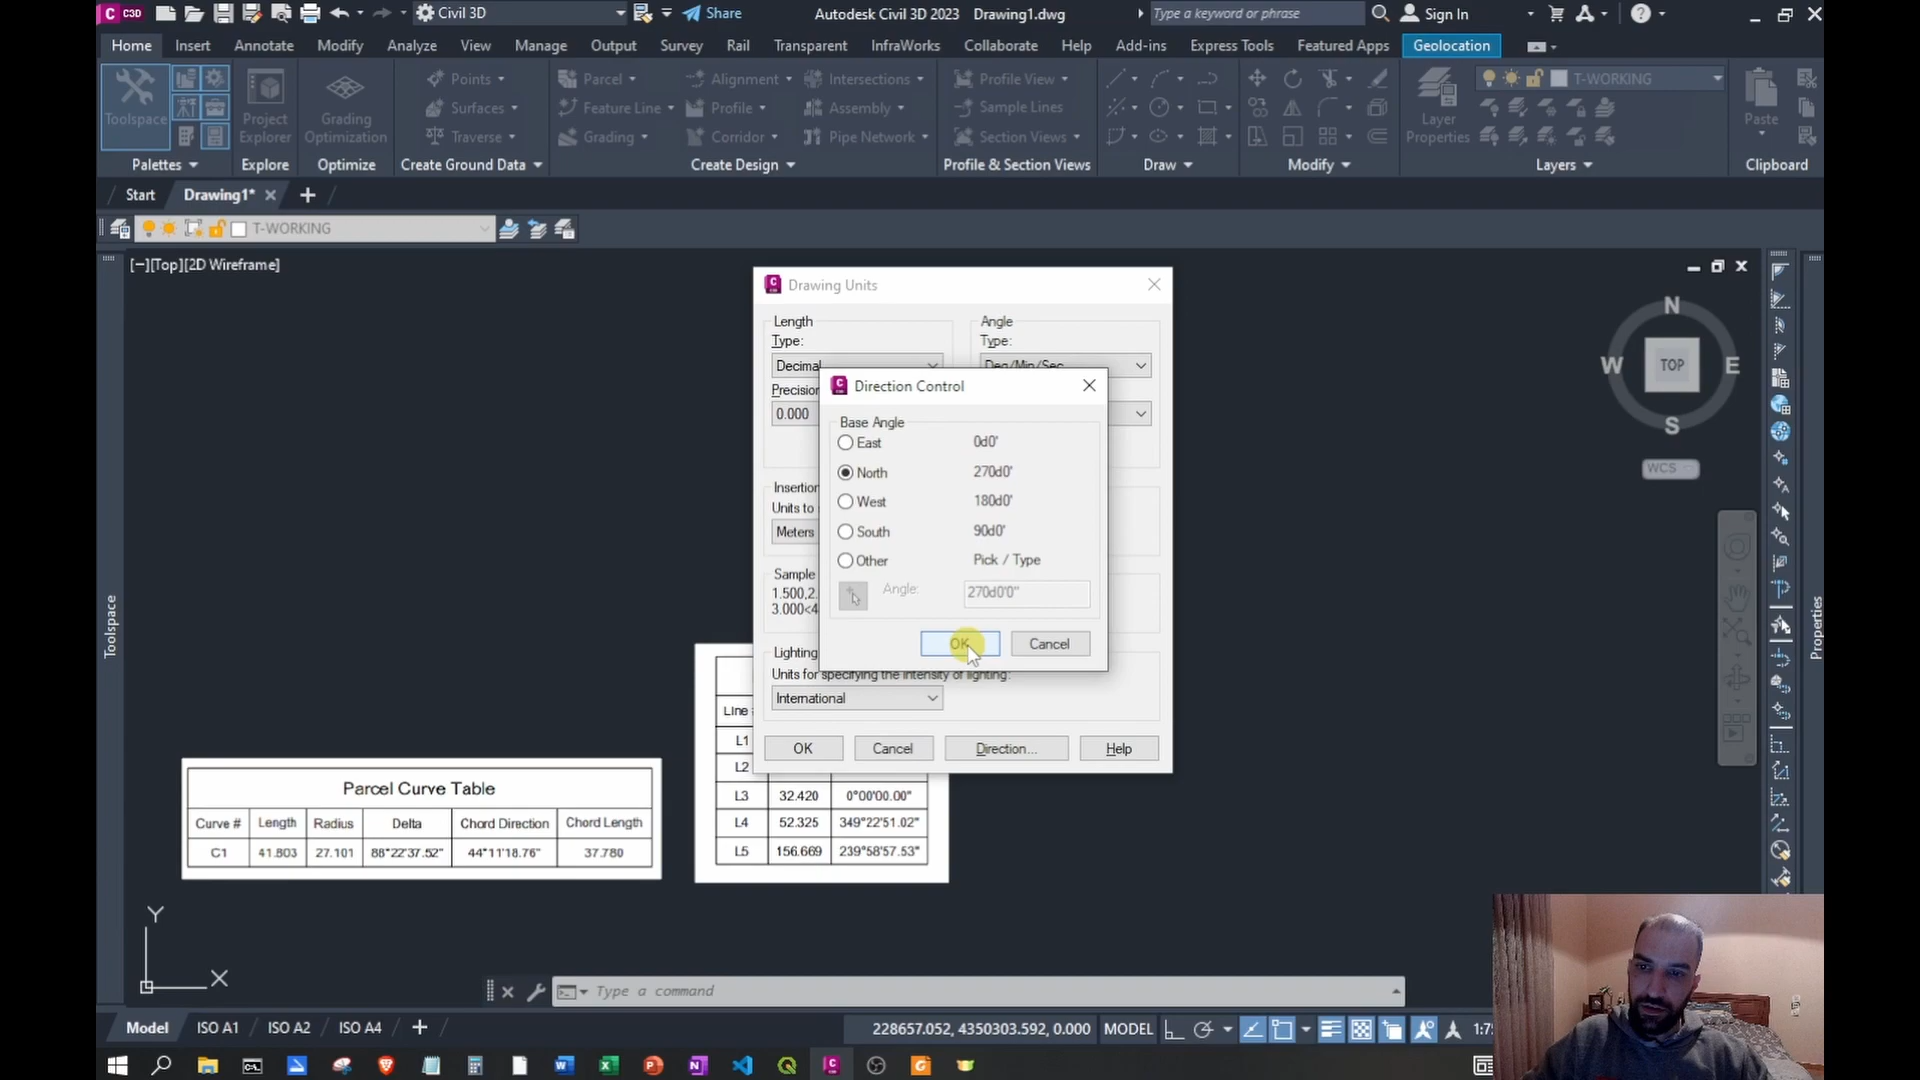 C C3D Civil 3D Share Autodesk Civil 3D 2023 Drawing1.dwg Type a keyword or phrase Sign In
Home Insert Annotate Modify Analyze View Manage Output Survey Rail Transparent InfraWorks Collaborate Help Add-ins Express Tools Featured Apps Geolocation
Toolspace
Project Explorer
Grading Optimization
Points
Surfaces
Traverse
Parcel
Feature Line
Grading
Alignment
Profile
Corridor
Intersections
Assembly
Pipe Network
Profile View
Sample Lines
Section Views
Layer Properties
T-WORKING
Paste
Palettes Explore Optimize Create Ground Data Create Design Profile & Section Views Draw Modify Layers Clipboard
Start Drawing1*
T-WORKING
[−][Top][2D Wireframe]
Toolspace
Properties
N
W TOP E
S
WCS
Drawing Units
Length
Type:
Decimal
Precision
0.000
Angle
Type:
Deg/Min/Sec
Insertion
Units to
Meters
Sample
1.500,2.
3.000<4
Lighting
Units for specifying the intensity of lighting:
International
OK Cancel Direction... Help
Direction Control
Base Angle
East 0d0'
North 270d0'
West 180d0'
South 90d0'
Other Pick / Type
Angle: 270d0'0"
OK Cancel
Parcel Curve Table
Curve # Length Radius Delta Chord Direction Chord Length
C1 41.803 27.101 88°22'37.52" 44°11'18.76" 37.780
Line
L1
L2
L3 32.420 0°00'00.00"
L4 52.325 349°22'51.02"
L5 156.669 239°58'57.53"
Y
X
Type a command
Model ISO A1 ISO A2 ISO A4
228657.052, 4350303.592, 0.000 MODEL